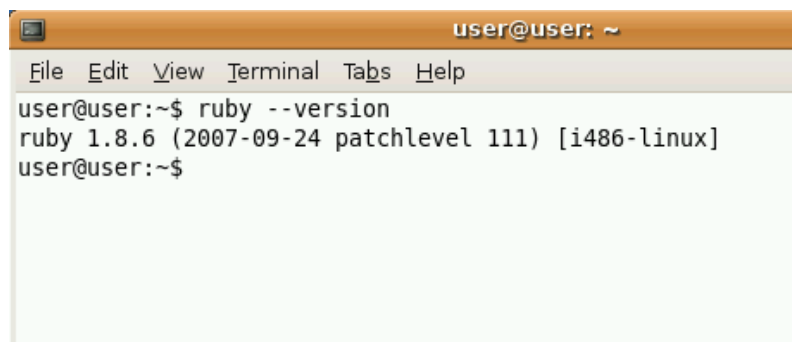 user@user: ~
File Edit View Terminal Tabs Help
user@user:~$ ruby --version
ruby 1.8.6 (2007-09-24 patchlevel 111) [i486-linux]
user@user:~$